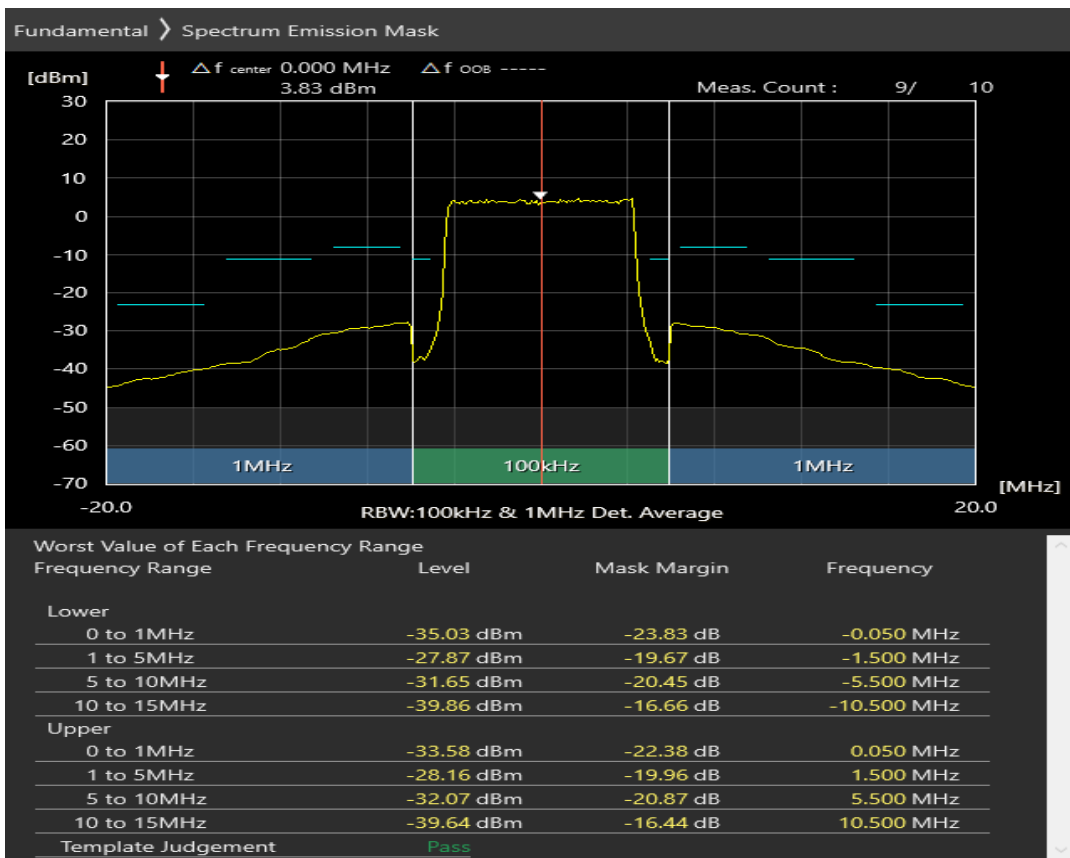 Fundamental 》 Spectrum Emission Mask
[dBm]
△f center 0.000 MHz △f OOB -----
3.83 dBm
Meas. Count : 9/ 10
30
20
10
0
-10
-20
-30
-40
-50
-60
-70
1MHz 100kHz 1MHz
[MHz]
-20.0 RBW:100kHz & 1MHz Det. Average 20.0
Worst Value of Each Frequency Range
Frequency Range Level Mask Margin Frequency
Lower
0 to 1MHz -35.03 dBm -23.83 dB -0.050 MHz
1 to 5MHz -27.87 dBm -19.67 dB -1.500 MHz
5 to 10MHz -31.65 dBm -20.45 dB -5.500 MHz
10 to 15MHz -39.86 dBm -16.66 dB -10.500 MHz
Upper
0 to 1MHz -33.58 dBm -22.38 dB 0.050 MHz
1 to 5MHz -28.16 dBm -19.96 dB 1.500 MHz
5 to 10MHz -32.07 dBm -20.87 dB 5.500 MHz
10 to 15MHz -39.64 dBm -16.44 dB 10.500 MHz
Template Judgement Pass